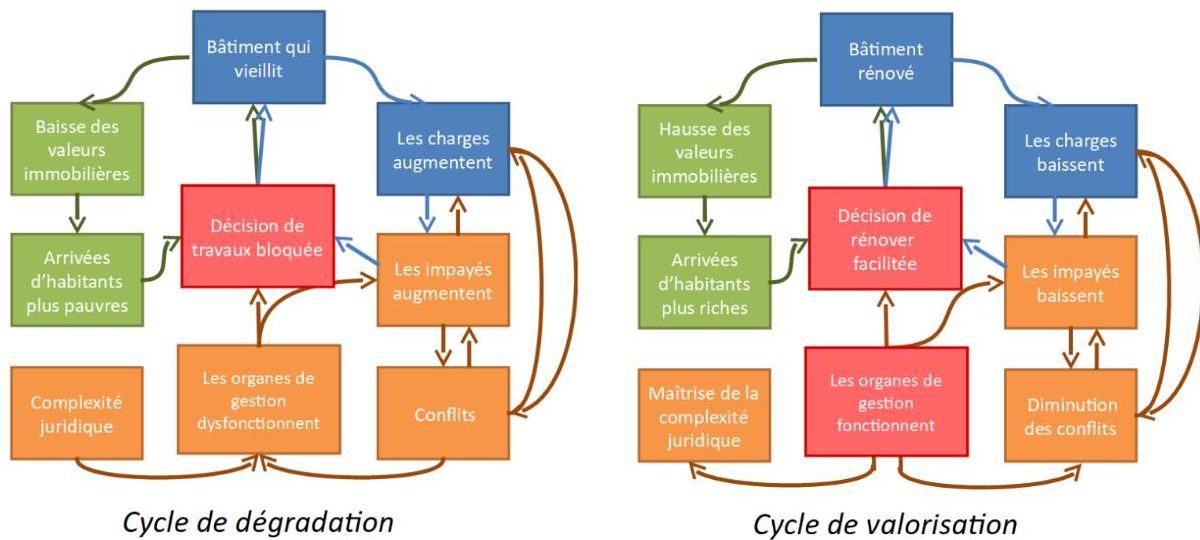 Bâtiment qui
vieillit
Baisse des
valeurs
immobilières
Les charges
augmentent
Décision de
travaux bloquée
Arrivées
d'habitants
plus pauvres
Les impayés
augmentent
Complexité
juridique
Les organes de
gestion
dysfonctionnent
Conflits
Cycle de dégradation
Bâtiment
rénové
Hausse des
valeurs
immobilières
Les charges
baissent
Décision de
rénover
facilitée
Arrivées
d'habitants
plus riches
Les impayés
baissent
Maîtrise de la
complexité
juridique
Les organes de
gestion
fonctionnent
Diminution
des conflits
Cycle de valorisation